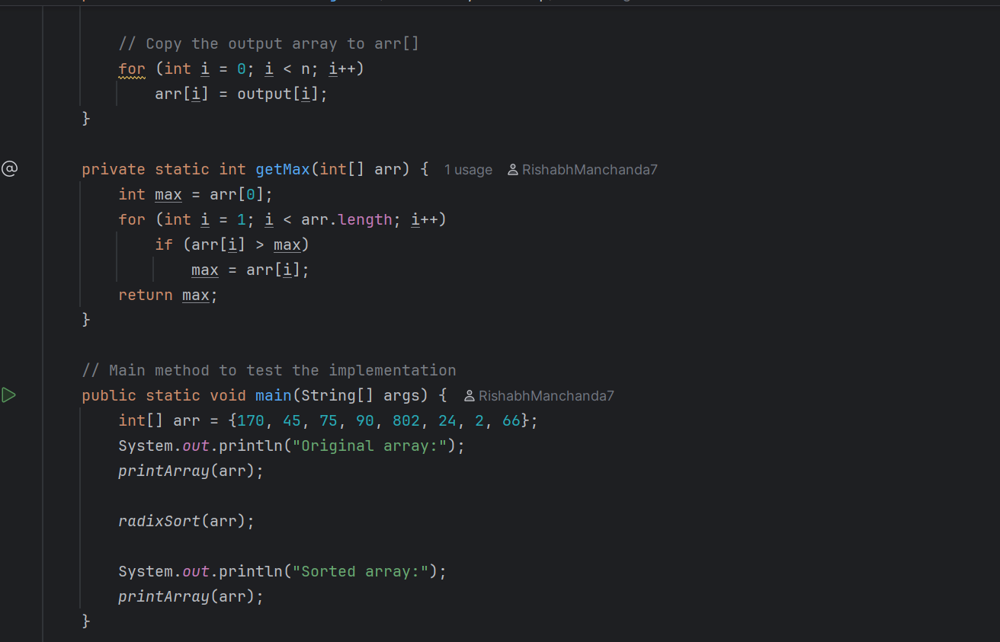 // Copy the output array to arr[]
for (int i = 0; i < n; i++)
arr[i] = output[i];
}
@
private static int getMax(int[] arr) { 1 usage RishabhManchanda7
int max = arr[0];
for (int i = 1; i < arr.length; i++)
if (arr[i] > max)
max = arr[i];
return max;
}
// Main method to test the implementation
public static void main(String[] args) { RishabhManchanda7
int[] arr = {170, 45, 75, 90, 802, 24, 2, 66};
System.out.println("Original array:");
printArray(arr);
radixSort(arr);
System.out.println("Sorted array:");
printArray(arr);
}